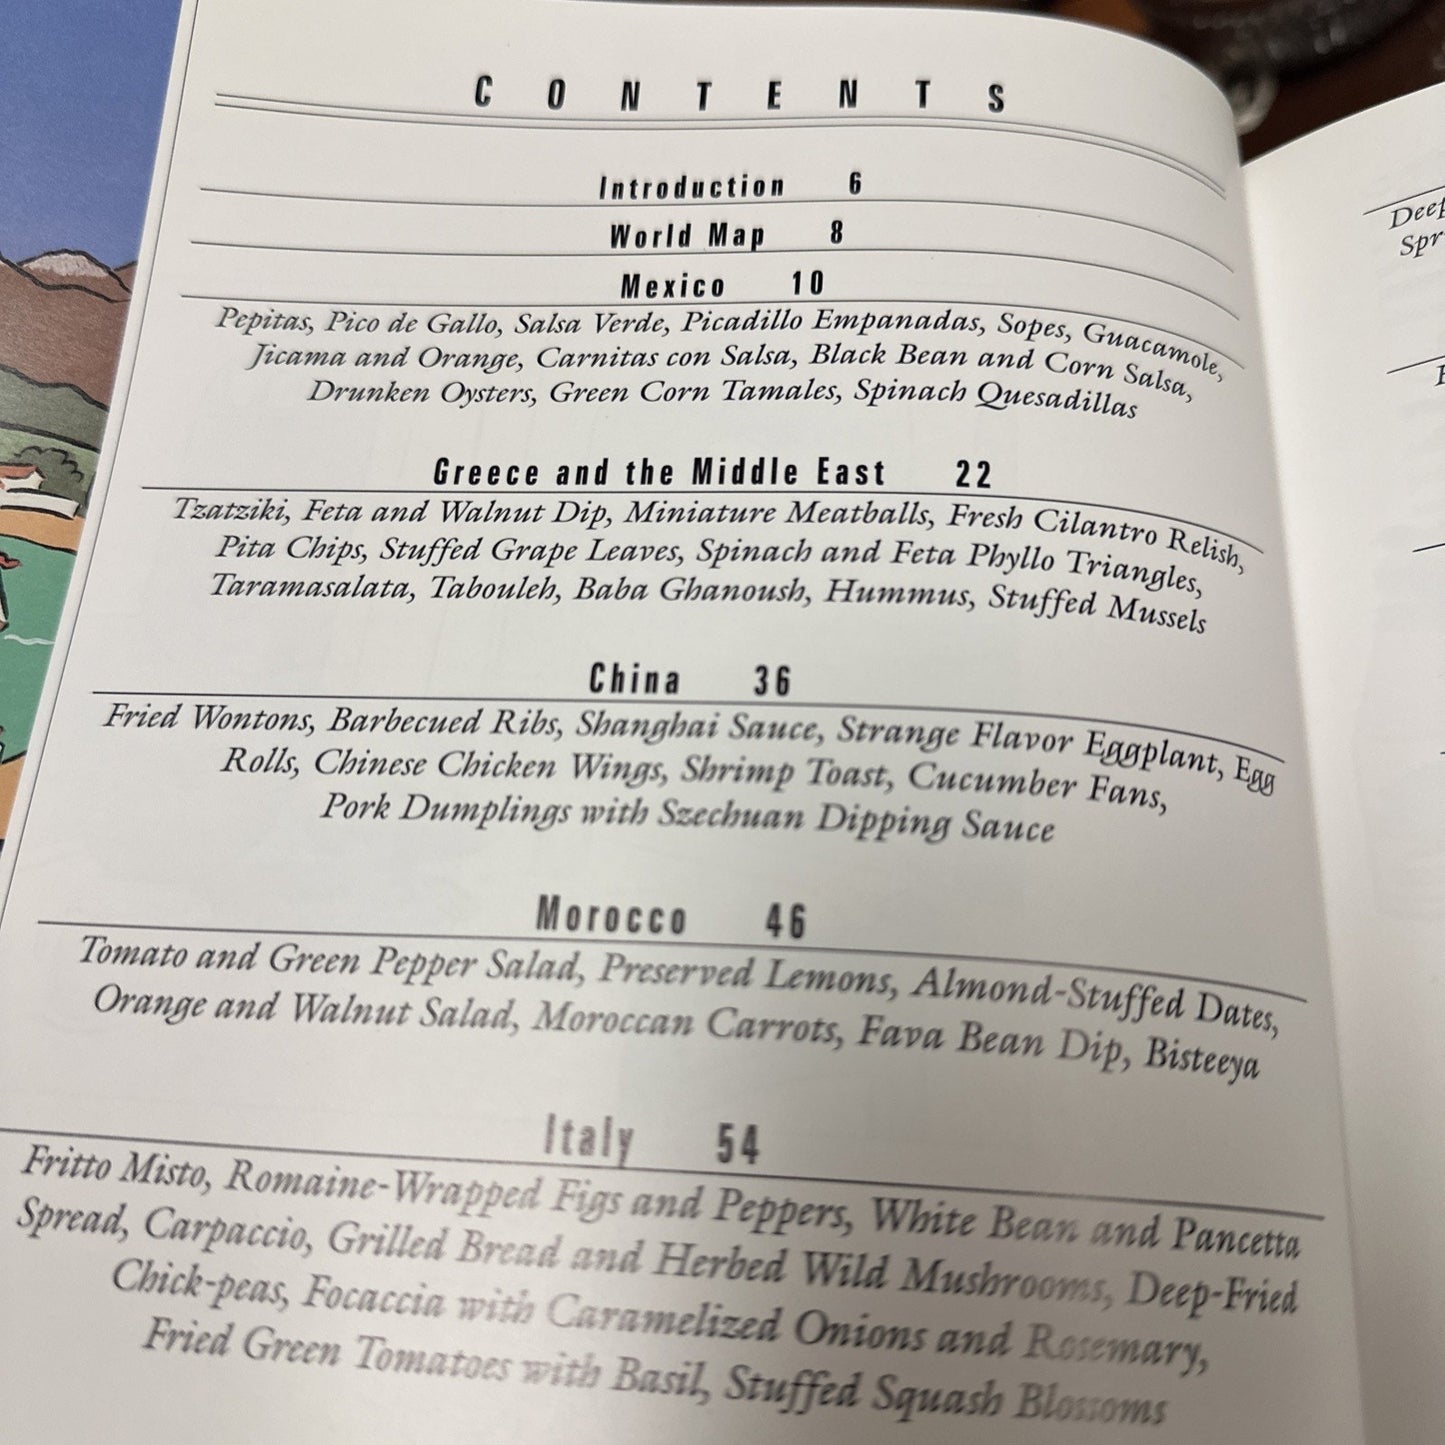 CONTENTS
Introduction 6
World Map 8
Mexico 10
Pepitas, Pico de Gallo, Salsa Verde, Picadillo Empanadas, Sopes, Guacamole,
Jicama and Orange, Carnitas con Salsa, Black Bean and Corn Salsa,
Drunken Oysters, Green Corn Tamales, Spinach Quesadillas
Greece and the Middle East 22
Tzatziki, Feta and Walnut Dip, Miniature Meatballs, Fresh Cilantro Relish,
Pita Chips, Stuffed Grape Leaves, Spinach and Feta Phyllo Triangles,
Taramasalata, Tabouleh, Baba Ghanoush, Hummus, Stuffed Mussels
China 36
Fried Wontons, Barbecued Ribs, Shanghai Sauce, Strange Flavor Eggplant, Egg
Rolls, Chinese Chicken Wings, Shrimp Toast, Cucumber Fans,
Pork Dumplings with Szechuan Dipping Sauce
Morocco 46
Tomato and Green Pepper Salad, Preserved Lemons, Almond-Stuffed Dates,
Orange and Walnut Salad, Moroccan Carrots, Fava Bean Dip, Bisteeya
Italy 54
Fritto Misto, Romaine-Wrapped Figs and Peppers, White Bean and Pancetta
Spread, Carpaccio, Grilled Bread and Herbed Wild Mushrooms, Deep-Fried
Chick-peas, Focaccia with Caramelized Onions and Rosemary,
Fried Green Tomatoes with Basil, Stuffed Squash Blossoms
Deep
Spr